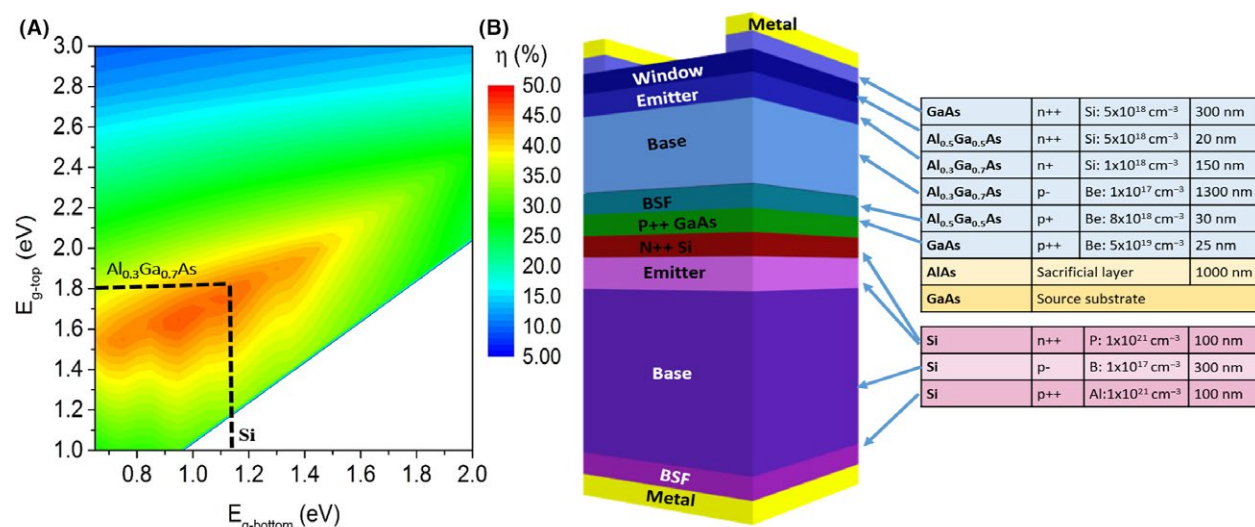 (A)
3.0
2.8
2.6
2.4
2.2
2.0
1.8
1.6
1.4
1.2
1.0
E_g-top (eV)
Al₀.₃Ga₀.₇As
Si
0.8 1.0 1.2 1.4 1.6 1.8 2.0
E_g-bottom (eV)
η (%)
50.0
45.0
40.0
35.0
30.0
25.0
20.0
15.0
10.0
5.00
(B)
Metal
Window
Emitter
Base
BSF
P++ GaAs
N++ Si
Emitter
Base
BSF
Metal
GaAs n++ Si: 5x10¹⁸ cm⁻³ 300 nm
Al₀.₅Ga₀.₅As n++ Si: 5x10¹⁸ cm⁻³ 20 nm
Al₀.₃Ga₀.₇As n+ Si: 1x10¹⁸ cm⁻³ 150 nm
Al₀.₃Ga₀.₇As p- Be: 1x10¹⁷ cm⁻³ 1300 nm
Al₀.₅Ga₀.₅As p+ Be: 8x10¹⁸ cm⁻³ 30 nm
GaAs p++ Be: 5x10¹⁹ cm⁻³ 25 nm
AlAs Sacrificial layer 1000 nm
GaAs Source substrate
Si n++ P: 1x10²¹ cm⁻³ 100 nm
Si p- B: 1x10¹⁷ cm⁻³ 300 nm
Si p++ Al:1x10²¹ cm⁻³ 100 nm